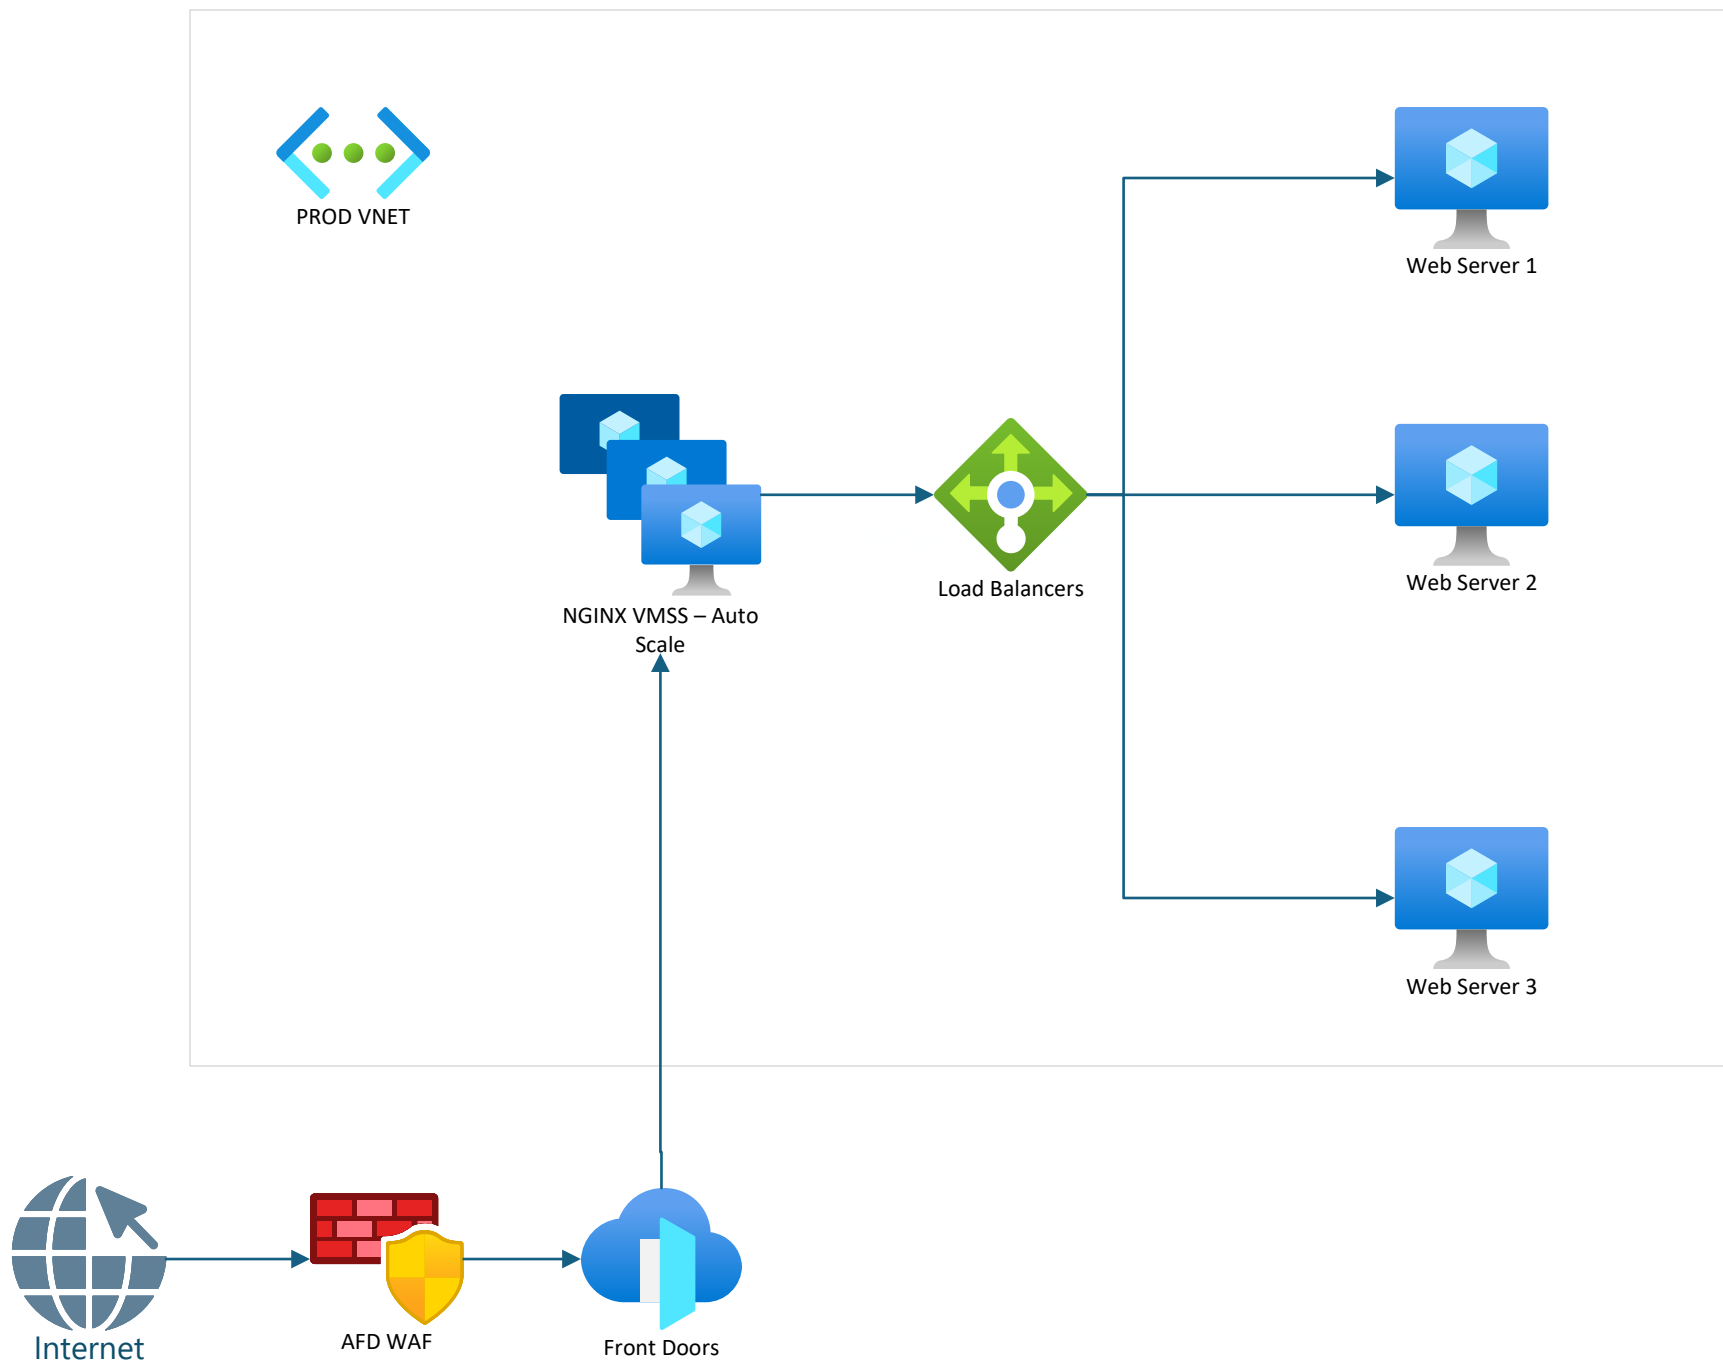 PROD VNET
Web Server 1
NGINX VMSS – Auto
Scale
Load Balancers
Web Server 2
Web Server 3
Internet
AFD WAF
Front Doors